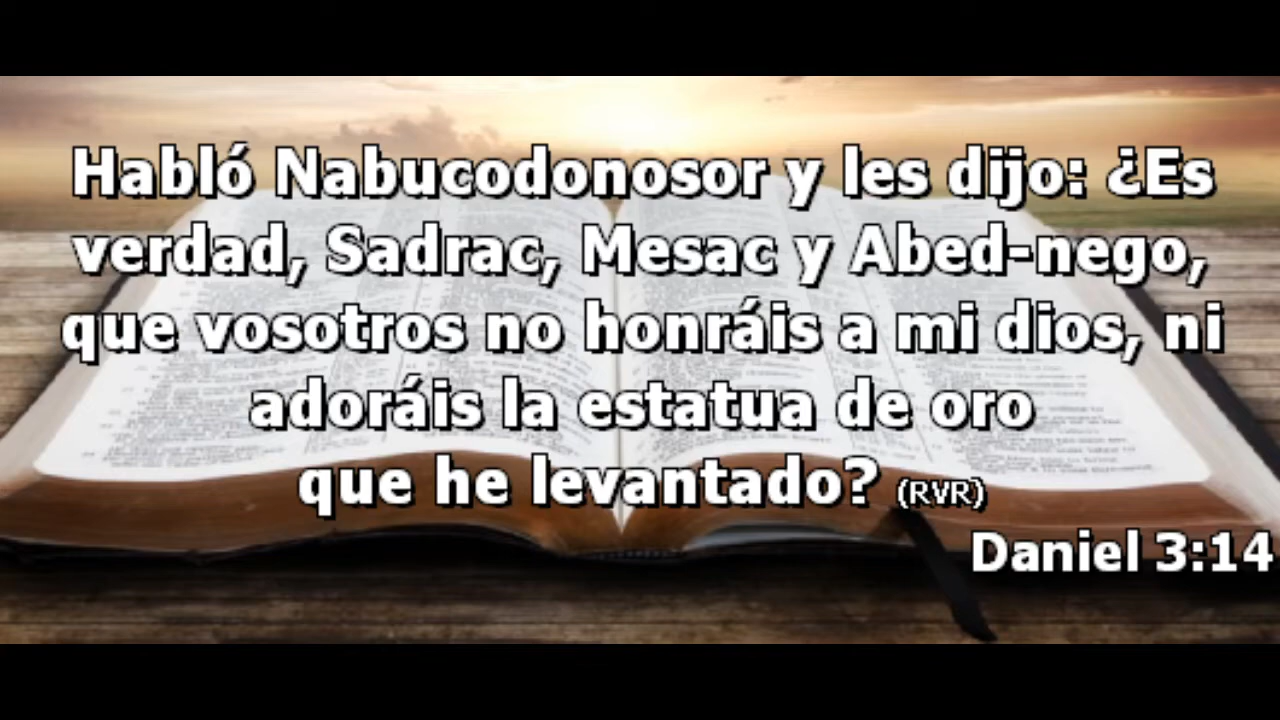 Habló Nabucodonosor y les dijo: ¿Es
verdad, Sadrac, Mesac y Abed-nego,
que vosotros no honráis a mi dios, ni
adoráis la estatua de oro
que he levantado? (RVR)
Daniel 3:14